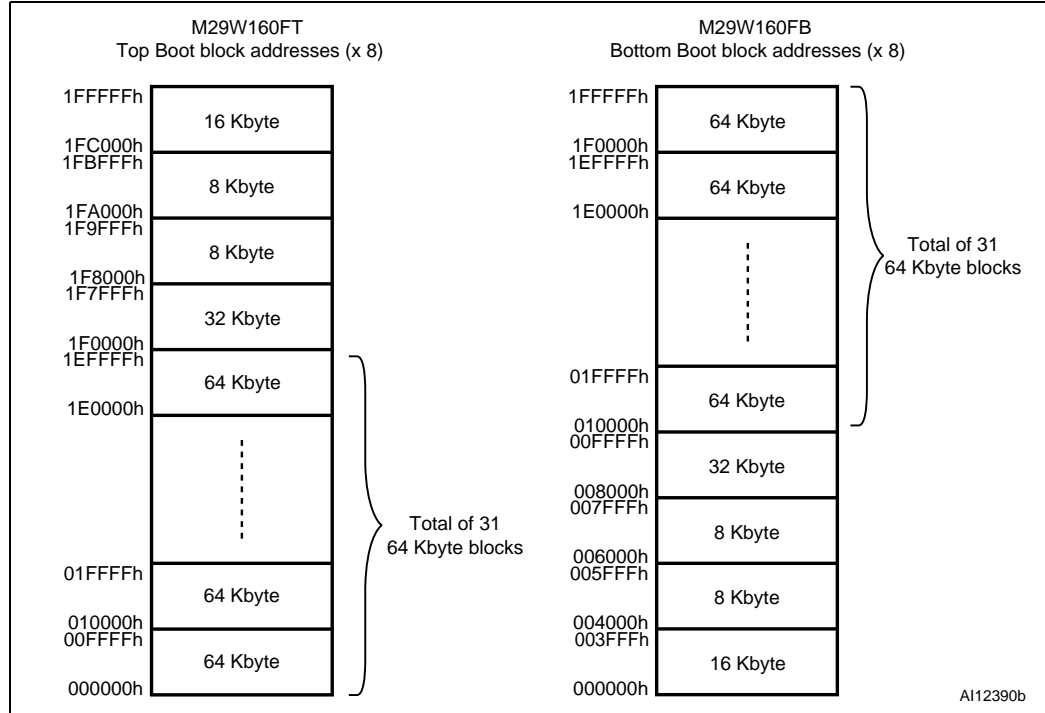 M29W160FT
Top Boot block addresses (x 8)
1FFFFFh
16 Kbyte
1FC000h
1FBFFFh
8 Kbyte
1FA000h
1F9FFFh
8 Kbyte
1F8000h
1F7FFFh
32 Kbyte
1F0000h
1EFFFFh
64 Kbyte
1E0000h
Total of 31
64 Kbyte blocks
01FFFFh
64 Kbyte
010000h
00FFFFh
64 Kbyte
000000h
M29W160FB
Bottom Boot block addresses (x 8)
1FFFFFh
64 Kbyte
1F0000h
1EFFFFh
64 Kbyte
1E0000h
Total of 31
64 Kbyte blocks
01FFFFh
64 Kbyte
010000h
00FFFFh
32 Kbyte
008000h
007FFFh
8 Kbyte
006000h
005FFFh
8 Kbyte
004000h
003FFFh
16 Kbyte
000000h
AI12390b